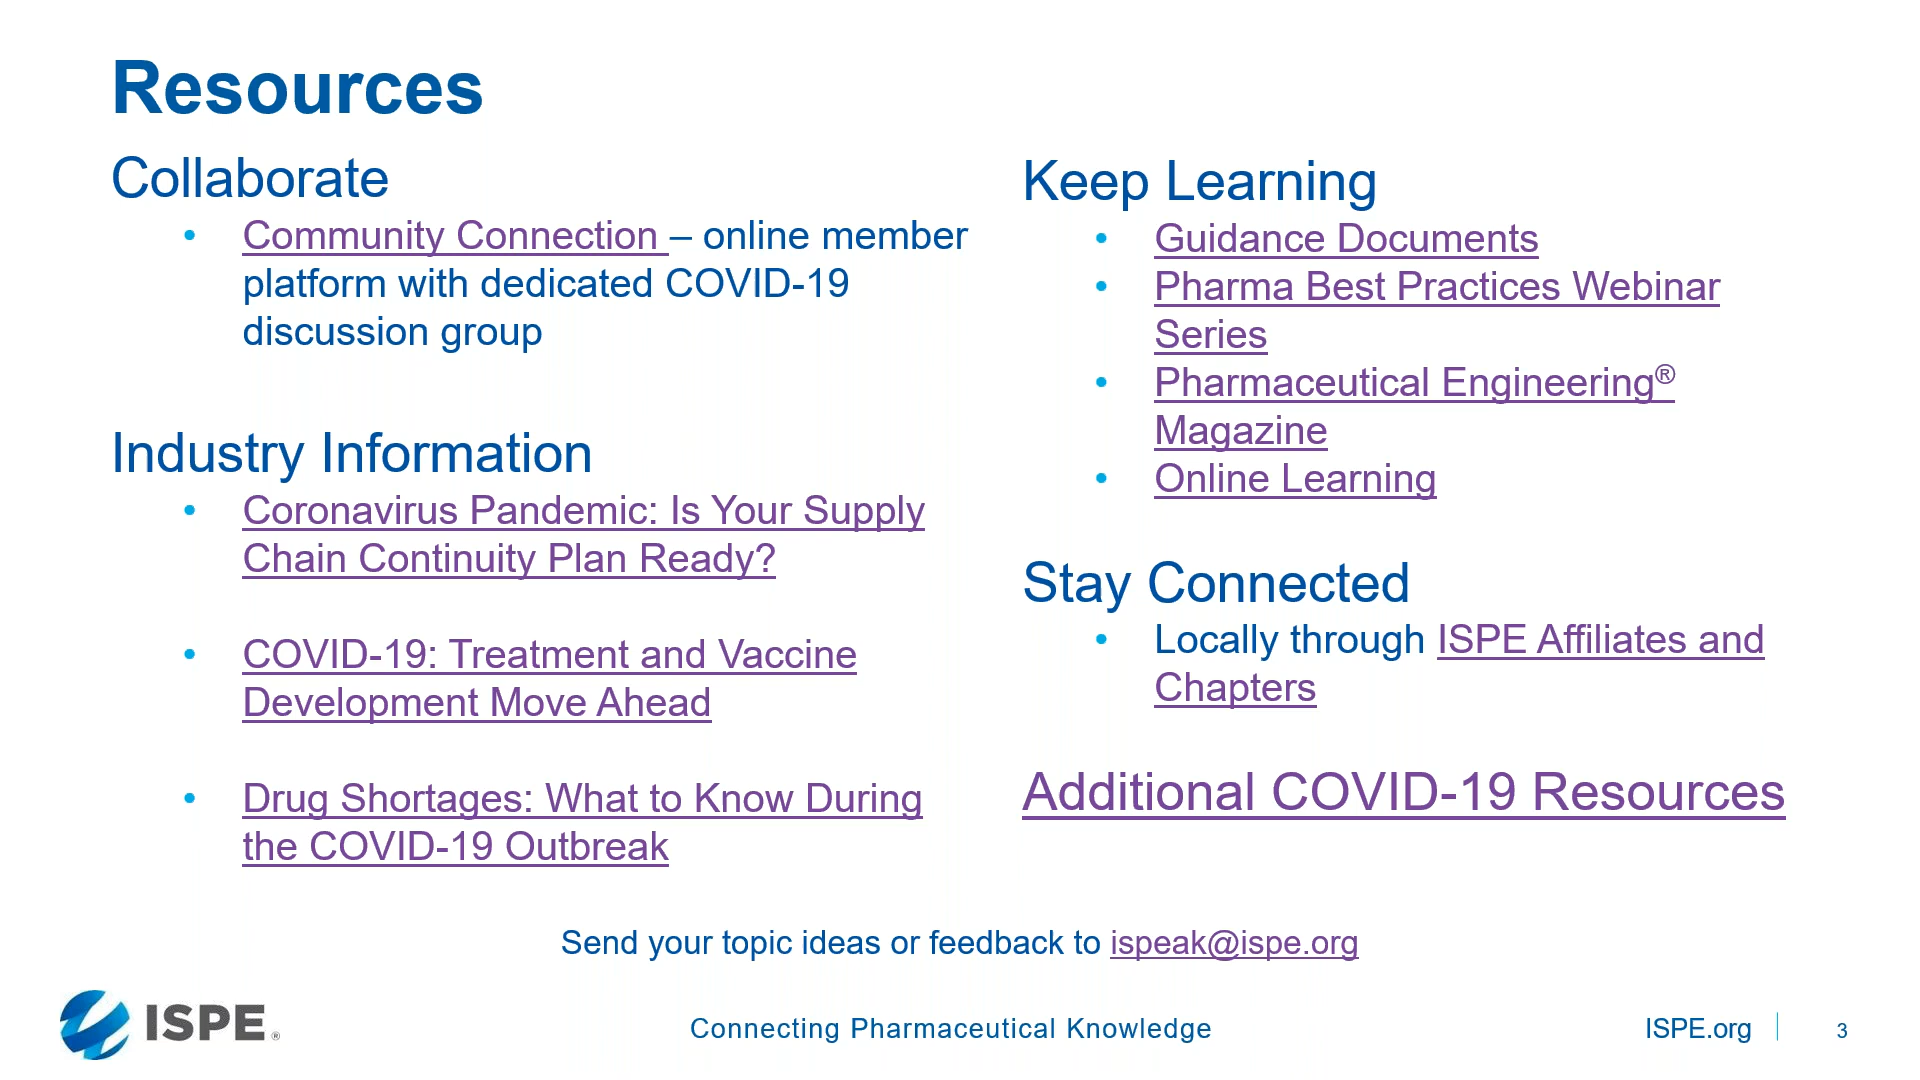 Resources
Collaborate
• Community Connection – online member
platform with dedicated COVID-19
discussion group
Industry Information
• Coronavirus Pandemic: Is Your Supply
Chain Continuity Plan Ready?
• COVID-19: Treatment and Vaccine
Development Move Ahead
• Drug Shortages: What to Know During
the COVID-19 Outbreak
Keep Learning
• Guidance Documents
• Pharma Best Practices Webinar
Series
• Pharmaceutical Engineering®
Magazine
• Online Learning
Stay Connected
• Locally through ISPE Affiliates and
Chapters
Additional COVID-19 Resources
Send your topic ideas or feedback to ispeak@ispe.org
ISPE®
Connecting Pharmaceutical Knowledge
ISPE.org
3